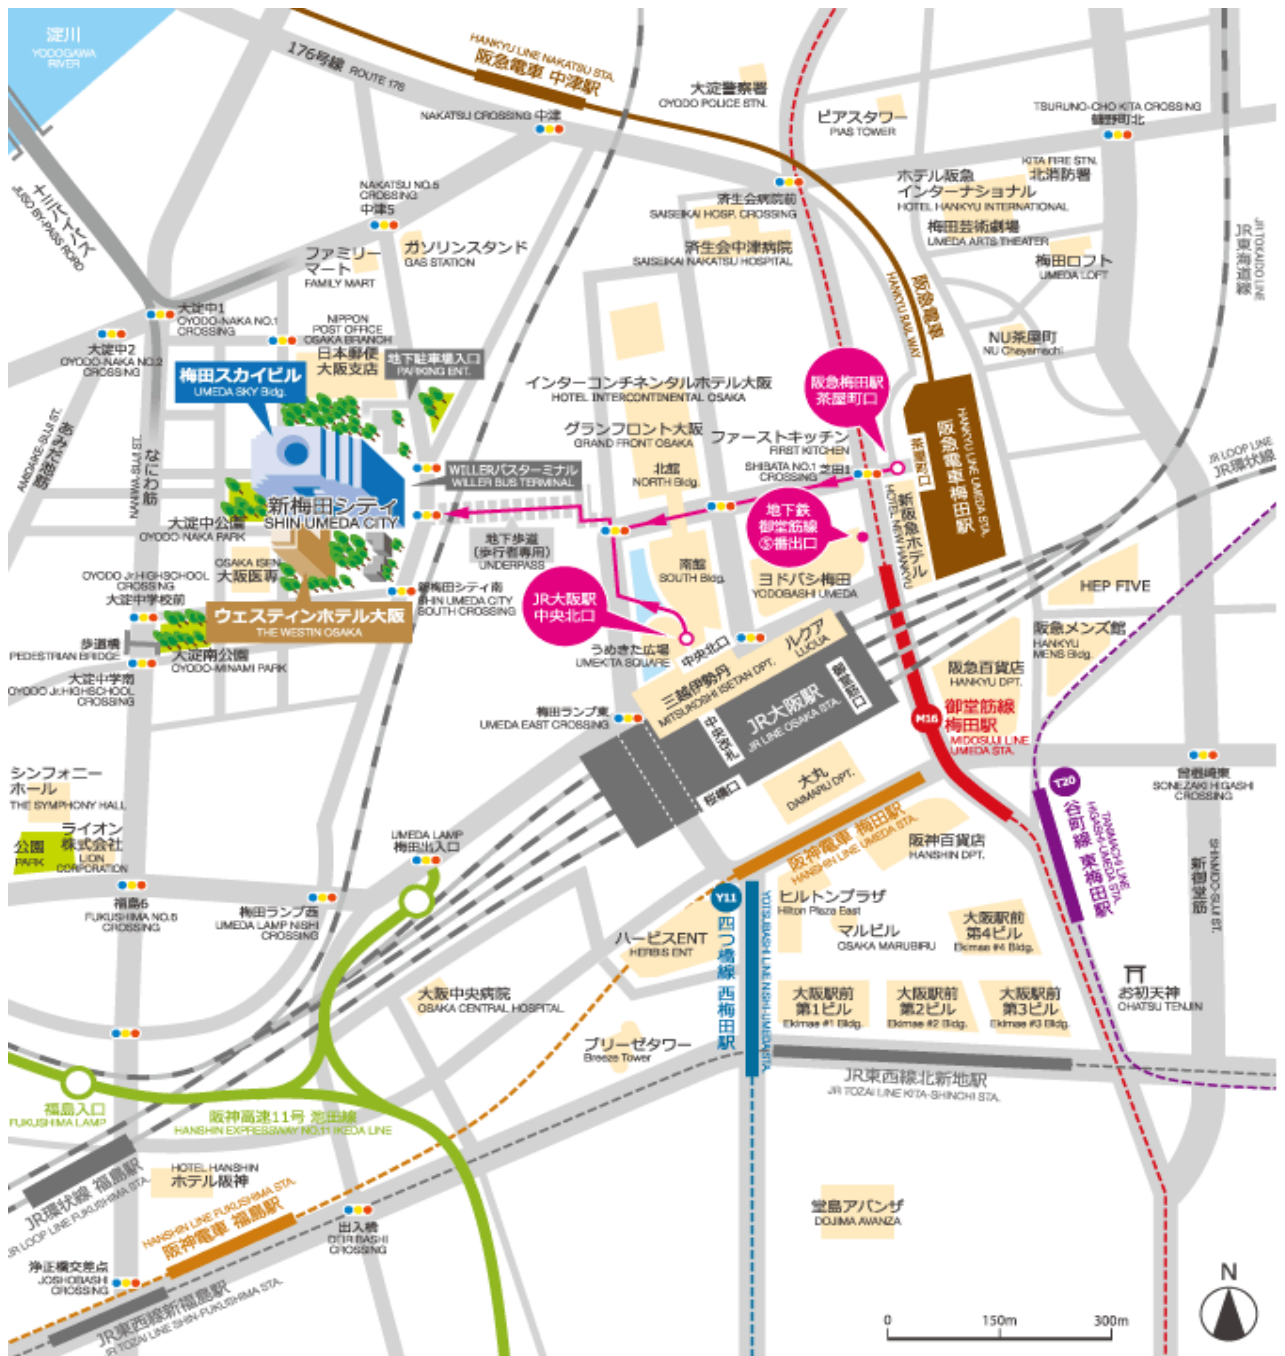 淀川
YODOGAWA
RIVER
176号線 ROUTE 176
HANKYU LINE NAKATSU STA.
阪急電車 中津駅
NAKATSU CROSSING 中津
大淀警察署
OYODO POLICE STN.
ピアスタワー
PIAS TOWER
TSURUNO-CHO KITA CROSSING
鶴野町北
KITA FIRE STN.
北消防署
十三バイパス
JUSO BY-PASS ROAD
NAKATSU NO.5
CROSSING
中津5
済生会病院前
SAISEIKAI HOSP. CROSSING
ホテル阪急
インターナショナル
HOTEL HANKYU INTERNATIONAL
梅田芸術劇場
UMEDA ARTS THEATER
JR東海道線
JR TOKAIDO LINE
ファミリー
マート
FAMILY MART
ガソリンスタンド
GAS STATION
済生会中津病院
SAISEIKAI NAKATSU HOSPITAL
梅田ロフト
UMEDA LOFT
阪急電車
HANKYU RAIL WAY
大淀中1
OYODO-NAKA NO.1
CROSSING
大淀中2
OYODO-NAKA NO.2
CROSSING
NIPPON
POST OFFICE
OSAKA BRANCH
日本郵便
大阪支店
地下駐車場入口
PARKING ENT.
NU茶屋町
NU Chayamachi
梅田スカイビル
UMEDA SKY Bldg.
インターコンチネンタルホテル大阪
HOTEL INTERCONTINENTAL OSAKA
阪急梅田駅
茶屋町口
あみだ池筋
AMIDAIKE-SUJI ST.
なにわ筋
NANIWA SUJI ST.
グランフロント大阪
GRAND FRONT OSAKA
ファーストキッチン
FIRST KITCHEN
北館
NORTH Bldg.
SHIBATA NO.1
CROSSING
芝田1
茶屋町口
HANKYU LINE UMEDA STA.
阪急電車梅田駅
JR LOOP LINE
JR環状線
WILLERバスターミナル
WILLER BUS TERMINAL
新梅田シティ
SHIN UMEDA CITY
大淀中公園
OYODO-NAKA PARK
地下鉄
御堂筋線
⑤番出口
新阪急ホテル
HOTEL NEW HANKYU
地下歩道
(歩行者専用)
UNDERPASS
OSAKA ISEN
大阪医専
南館
SOUTH Bldg.
ヨドバシ梅田
YODOBASHI UMEDA
HEP FIVE
OYODO Jr.HIGHSCHOOL
CROSSING
大淀中学校前
新梅田シティ南
SHIN UMEDA CITY
SOUTH CROSSING
JR大阪駅
中央北口
ウェスティンホテル大阪
THE WESTIN OSAKA
歩道橋
PEDESTRIAN BRIDGE
大淀南公園
OYODO-MINAMI PARK
うめきた広場
UMEKITA SQUARE
中央北口
ルクア
LUCUA
阪急メンズ館
HANKYU
MENS Bldg.
阪急百貨店
HANKYU DPT.
大淀中学南
OYODO Jr.HIGHSCHOOL
CROSSING
三越伊勢丹
MITSUKOSHI ISETAN DPT.
JR大阪駅
JR LINE OSAKA STA.
御堂筋口
中央改札
桜橋口
梅田ランプ東
UMEDA EAST CROSSING
M16
御堂筋線
梅田駅
MIDOSUJI LINE
UMEDA STA.
シンフォニー
ホール
THE SYMPHONY HALL
大丸
DAIMARU DPT.
曾根崎東
SONEZAKI HIGASHI
CROSSING
T20
谷町線 東梅田駅
TANIMACHI LINE
HIGASHI-UMEDA STA.
公園
PARK
ライオン
株式会社
LION
CORPORATION
UMEDA LAMP
梅田出入口
阪神電車 梅田駅
HANSHIN LINE UMEDA STA.
阪神百貨店
HANSHIN DPT.
新御堂筋
SHINMIDO-SUJI ST.
福島6
FUKUSHIMA NO.6
CROSSING
梅田ランプ西
UMEDA LAMP NISHI
CROSSING
Y11
四つ橋線 西梅田駅
YOTSUBASHI LINE NISHI-UMEDA STA.
ヒルトンプラザ
Hilton Plaza East
マルビル
OSAKA MARUBIRU
大阪駅前
第4ビル
Ekimae #4 Bldg.
ハービスENT
HERBIS ENT
お初天神
OHATSU TENJIN
大阪中央病院
OSAKA CENTRAL HOSPITAL
大阪駅前
第1ビル
Ekimae #1 Bldg.
大阪駅前
第2ビル
Ekimae #2 Bldg.
大阪駅前
第3ビル
Ekimae #3 Bldg.
ブリーゼタワー
Breeze Tower
JR東西線北新地駅
JR TOZAI LINE KITA-SHINCHI STA.
福島入口
FUKUSHIMA LAMP
阪神高速11号 池田線
HANSHIN EXPRESSWAY NO.11 IKEDA LINE
JR環状線 福島駅
JR LOOP LINE FUKUSHIMA STA.
HOTEL HANSHIN
ホテル阪神
HANSHIN LINE FUKUSHIMA STA.
阪神電車 福島駅
出入橋
DEIRIBASHI
CROSSING
堂島アバンザ
DOJIMA AWANZA
浄正橋交差点
JOSHOBASHI
CROSSING
JR東西線新福島駅
JR TOZAI LINE SHIN-FUKUSHIMA STA.
N
0 150m 300m